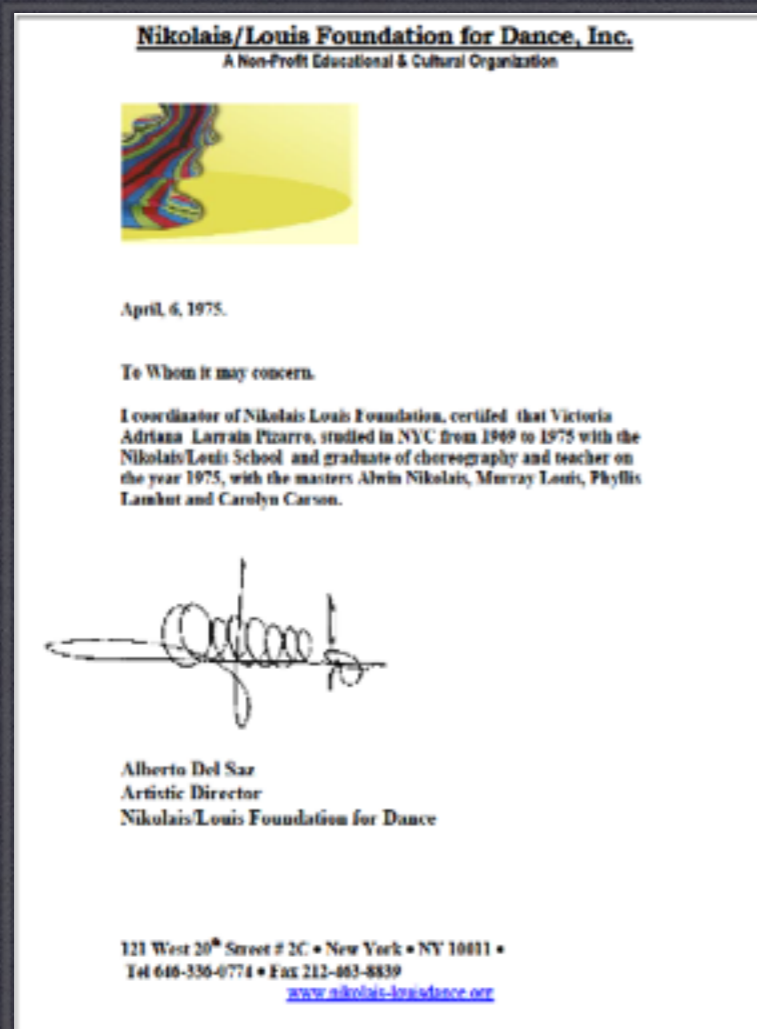 Nikolais/Louis Foundation for Dance, Inc.
A Non-Profit Educational & Cultural Organization
April, 6, 1975.
To Whom it may concern.
I coordinator of Nikolais Louis Foundation, certifed that Victoria
Adriana Larrain Pizarro, studied in NYC from 1969 to 1975 with the
Nikolais/Louis School and graduate of choreography and teacher on
the year 1975, with the masters Alwin Nikolais, Murray Louis, Phyllis
Lamhut and Carolyn Carson.
Alberto Del Saz
Artistic Director
Nikolais/Louis Foundation for Dance
121 West 20th Street # 2C • New York • NY 10011 •
Tel 646-336-0774 • Fax 212-463-8839
www.nikolais-louisdance.org